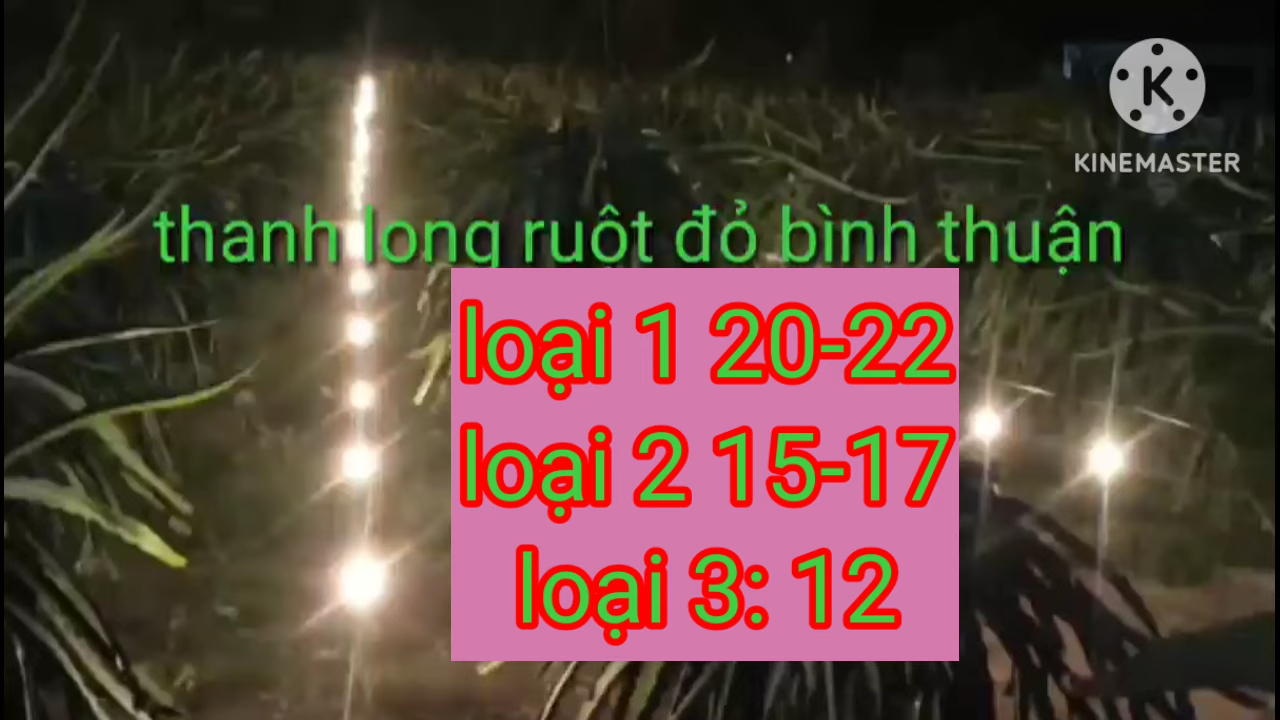 KINEMASTER
thanh long ruột đỏ bình thuận
loại 1 20-22
loại 2 15-17
loại 3: 12